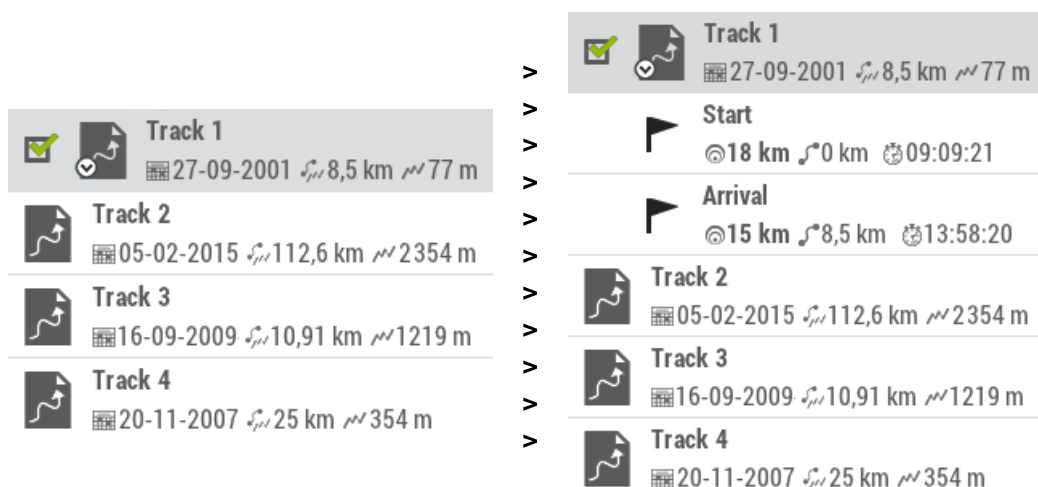 Track 1
27-09-2001 8,5 km 77 m
Track 2
05-02-2015 112,6 km 2354 m
Track 3
16-09-2009 10,91 km 1219 m
Track 4
20-11-2007 25 km 354 m
>
>
>
>
>
>
>
>
>
>
>
Track 1
27-09-2001 8,5 km 77 m
Start
18 km 0 km 09:09:21
Arrival
15 km 8,5 km 13:58:20
Track 2
05-02-2015 112,6 km 2354 m
Track 3
16-09-2009 10,91 km 1219 m
Track 4
20-11-2007 25 km 354 m